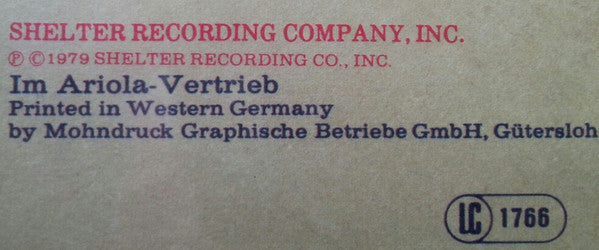 SHELTER RECORDING COMPANY, INC.
Ⓟ ©1979 SHELTER RECORDING CO., INC.
Im Ariola-Vertrieb
Printed in Western Germany
by Mohndruck Graphische Betriebe GmbH, Gütersloh
LC 1766